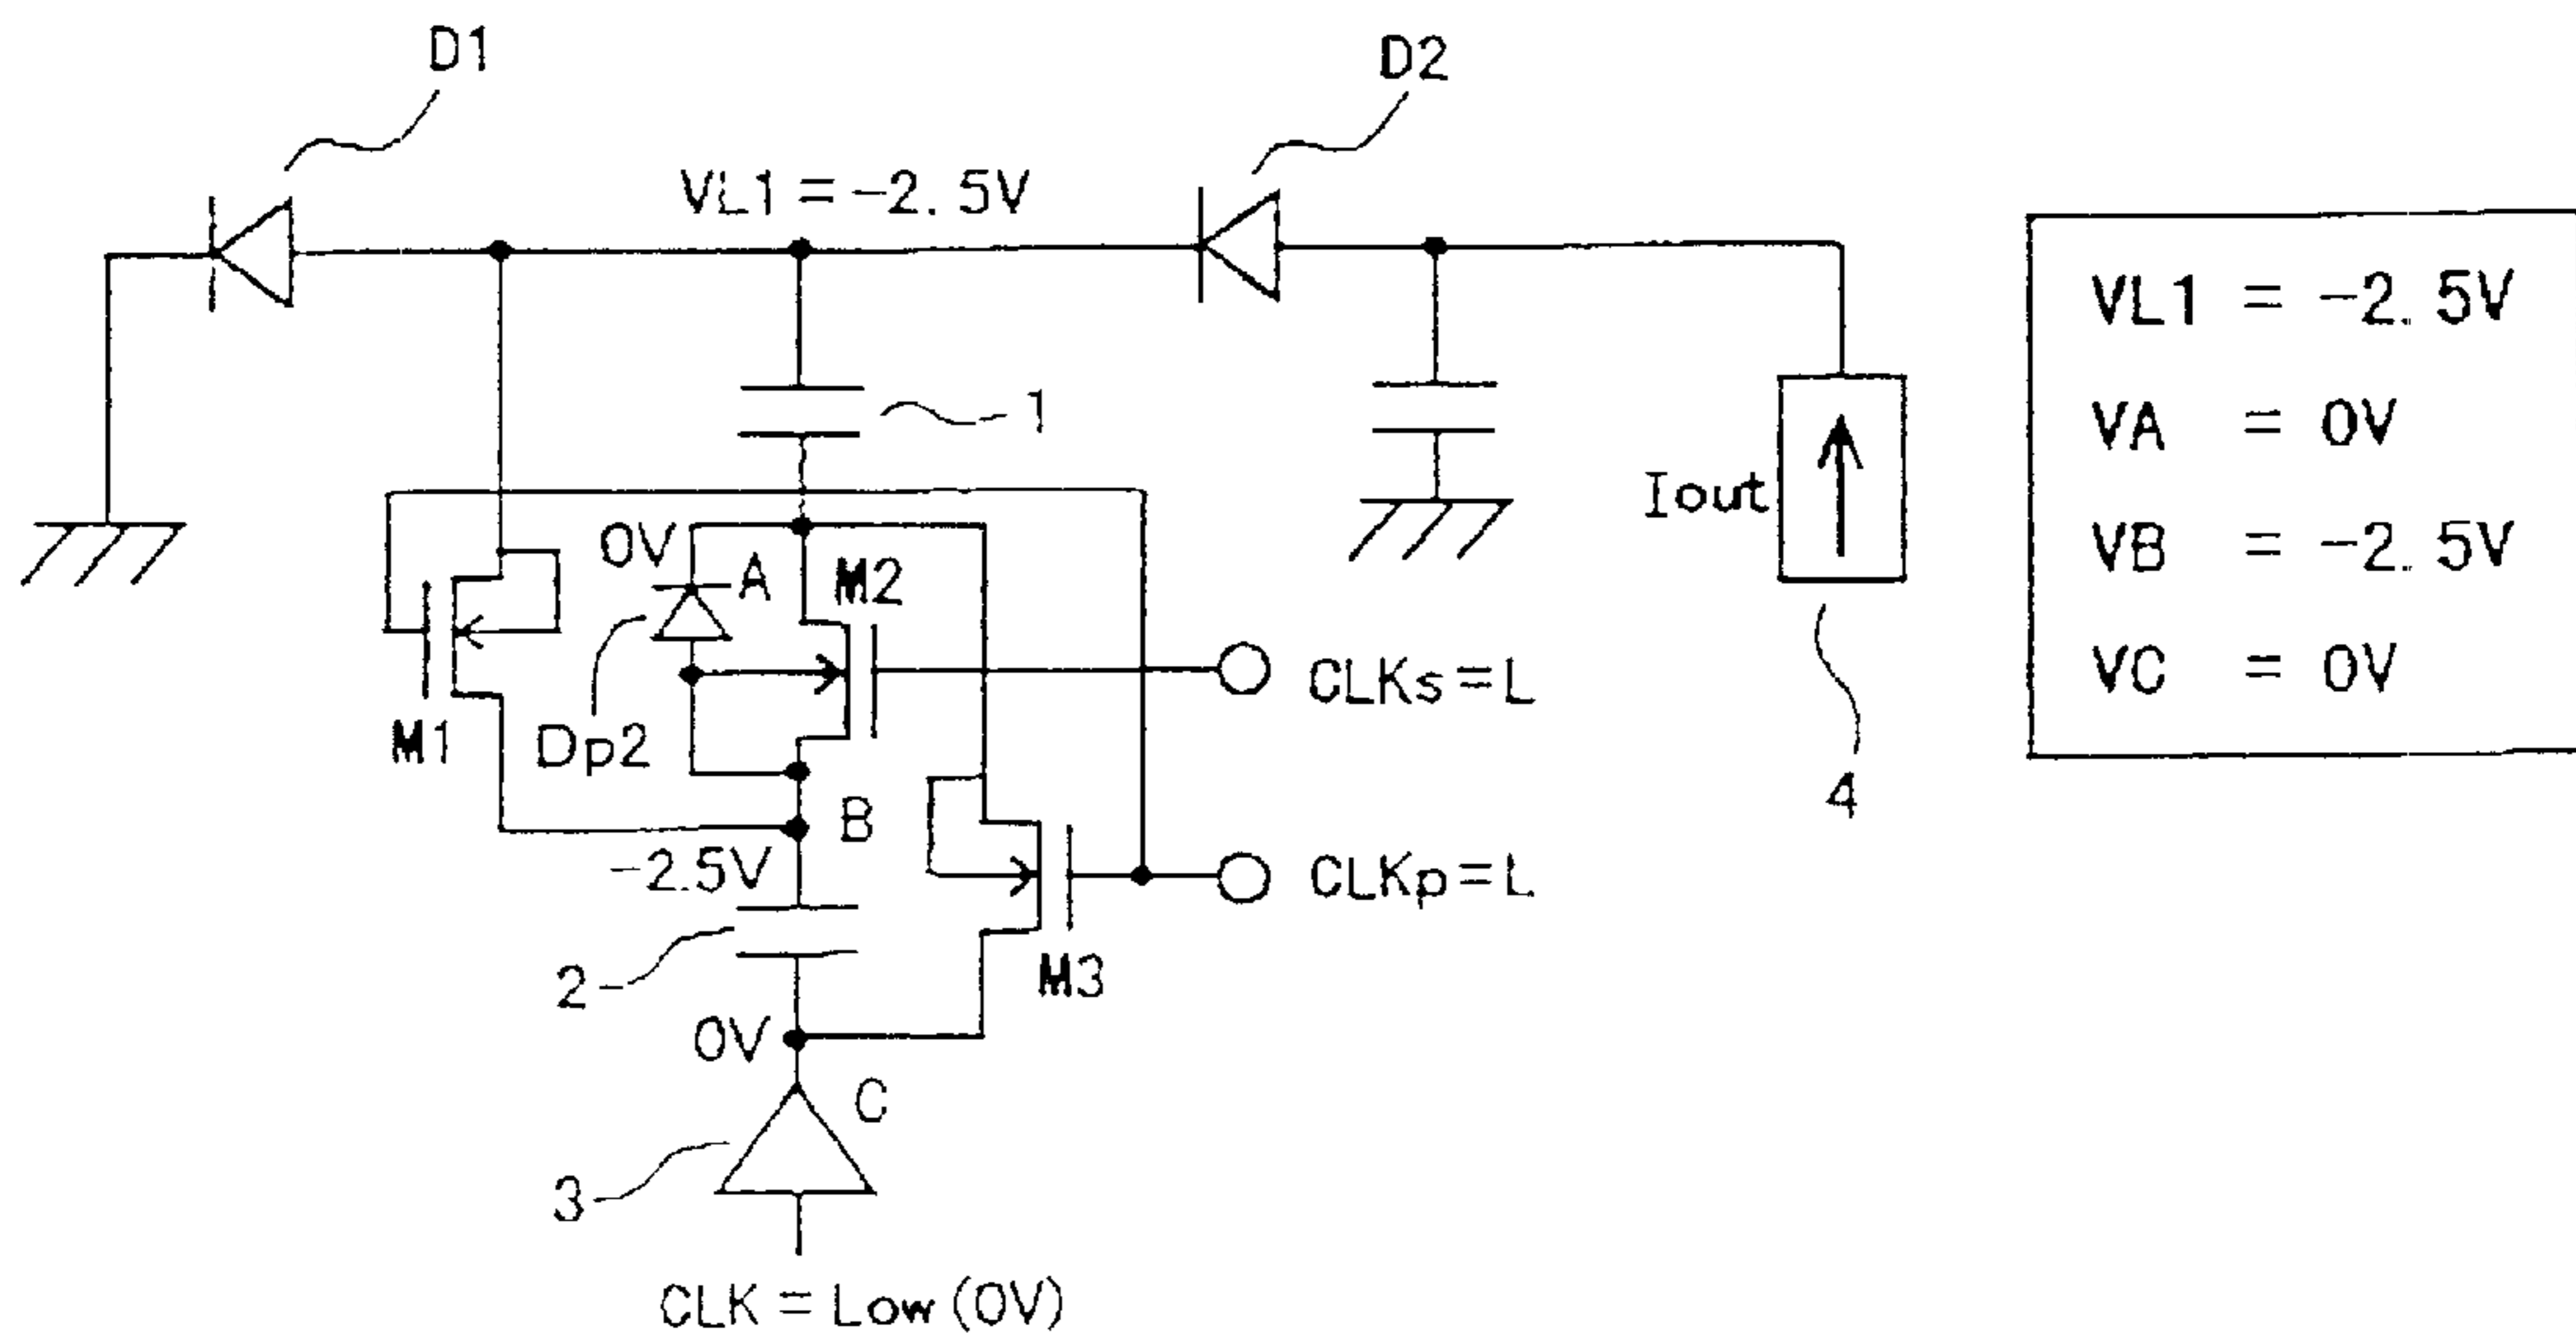 D1
D2
VL1 = -2.5V
VL1 = -2.5V
VA = 0V
VB = -2.5V
VC = 0V
1
Iout
0V
A
M2
CLKs=L
M1
Dp2
B
4
-2.5V
CLKp=L
2
M3
0V
C
3
CLK = Low (0V)